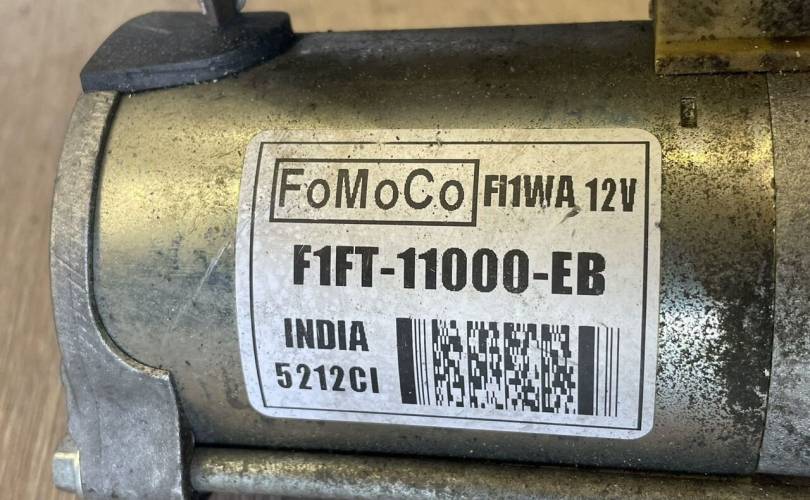 FoMoCo Fi1WA 12V
F1FT-11000-EB
INDIA
5212CI